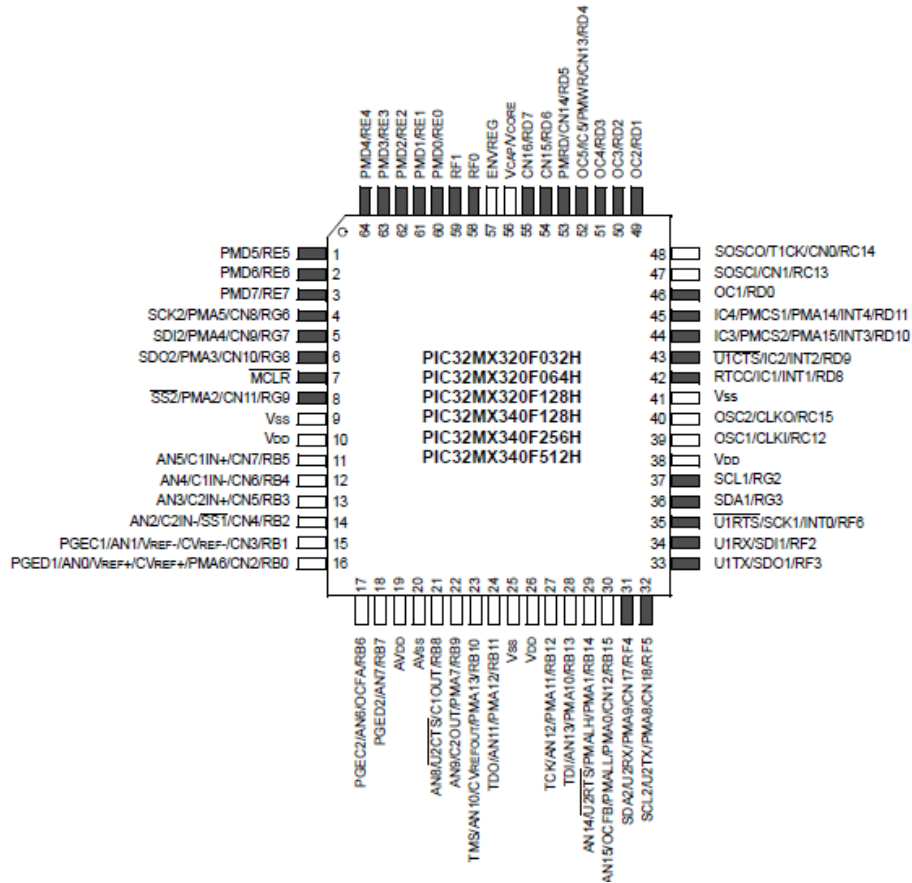 PMD4/RE4
PMD3/RE3
PMD2/RE2
PMD1/RE1
PMD0/RE0
RF1
RF0
ENVREG
VCAP/VCORE
CN16/RD7
CN15/RD6
PMRD/CN14/RD5
OC5/IC5/PMWR/CN13/RD4
OC4/RD3
OC3/RD2
OC2/RD1
64
63
62
61
60
59
58
57
56
55
54
53
52
51
50
49
PMD5/RE5 1
PMD6/RE6 2
PMD7/RE7 3
SCK2/PMA5/CN8/RG6 4
SDI2/PMA4/CN9/RG7 5
SDO2/PMA3/CN10/RG8 6
MCLR 7
SS2/PMA2/CN11/RG9 8
VSS 9
VDD 10
AN5/C1IN+/CN7/RB5 11
AN4/C1IN-/CN6/RB4 12
AN3/C2IN+/CN5/RB3 13
AN2/C2IN-/SS1/CN4/RB2 14
PGEC1/AN1/VREF-/CVREF-/CN3/RB1 15
PGED1/AN0/VREF+/CVREF+/PMA6/CN2/RB0 16
PIC32MX320F032H
PIC32MX320F064H
PIC32MX320F128H
PIC32MX340F128H
PIC32MX340F256H
PIC32MX340F512H
48 SOSCO/T1CK/CN0/RC14
47 SOSCI/CN1/RC13
46 OC1/RD0
45 IC4/PMCS1/PMA14/INT4/RD11
44 IC3/PMCS2/PMA15/INT3/RD10
43 U1CTS/IC2/INT2/RD9
42 RTCC/IC1/INT1/RD8
41 Vss
40 OSC2/CLKO/RC15
39 OSC1/CLKI/RC12
38 VDD
37 SCL1/RG2
36 SDA1/RG3
35 U1RTS/SCK1/INT0/RF6
34 U1RX/SDI1/RF2
33 U1TX/SDO1/RF3
17
18
19
20
21
22
23
24
25
26
27
28
29
30
31
32
PGEC2/AN6/OCFA/RB6
PGED2/AN7/RB7
AVDD
AVSS
AN8/U2CTS/C1OUT/RB8
AN9/C2OUT/PMA7/RB9
TMS/AN10/CVREFOUT/PMA13/RB10
TDO/AN11/PMA12/RB11
VSS
VDD
TCK/AN12/PMA11/RB12
TDI/AN13/PMA10/RB13
AN14/U2RTS/PMALH/PMA1/RB14
AN15/OCFB/PMALL/PMA0/CN12/RB15
SDA2/U2RX/PMA9/CN17/RF4
SCL2/U2TX/PMA8/CN18/RF5